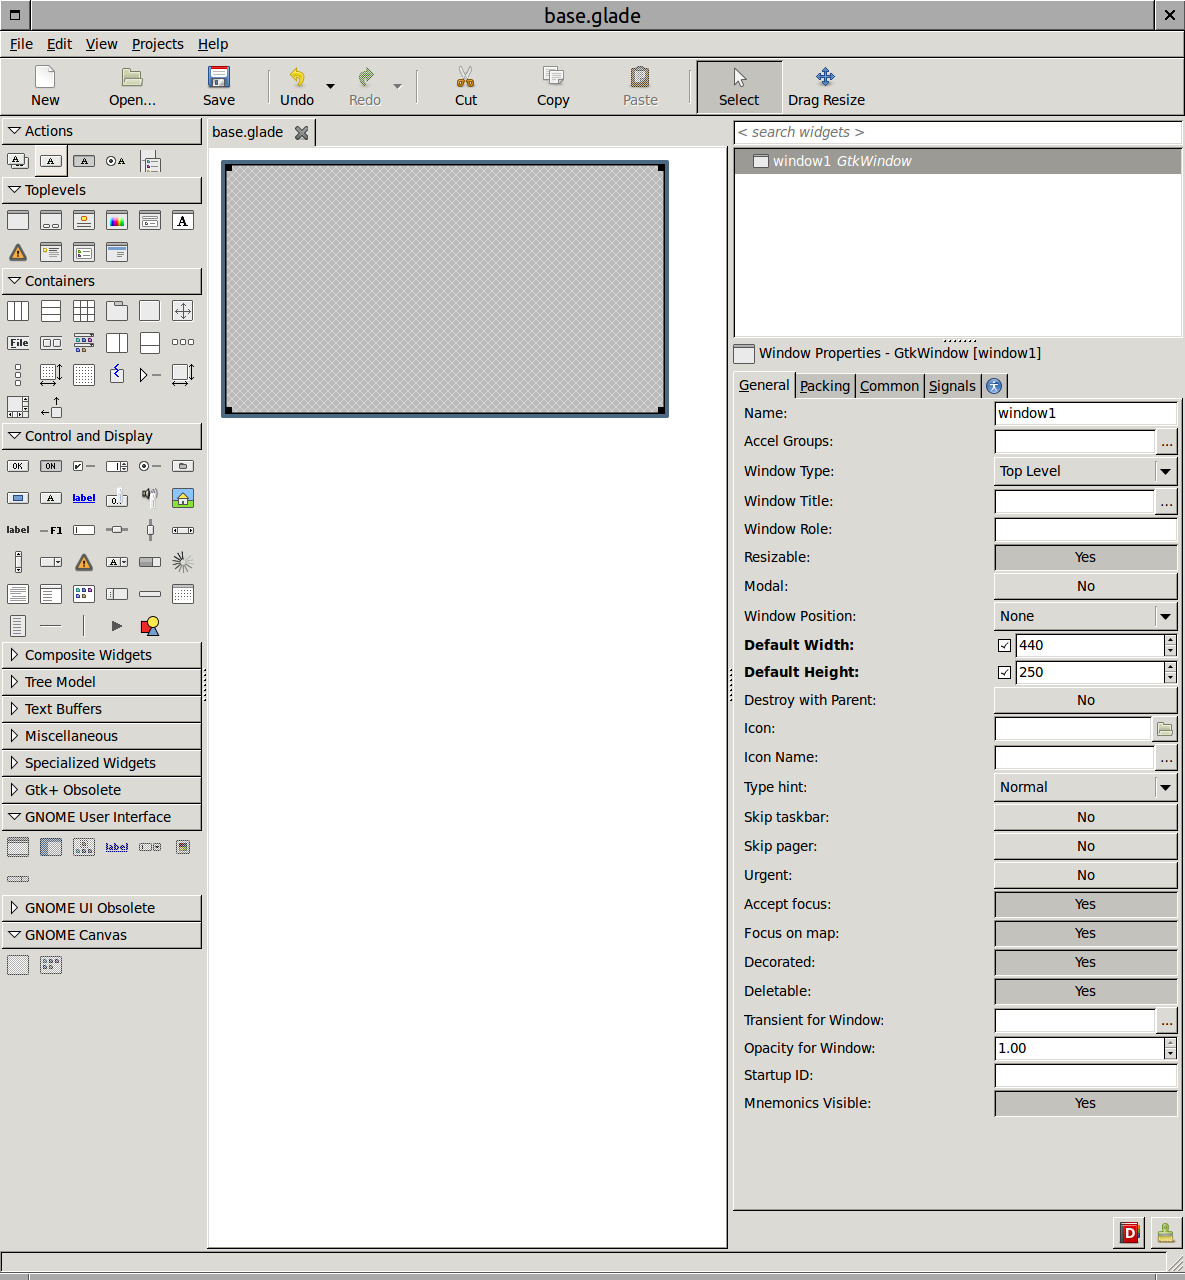 base.glade
File Edit View Projects Help
New Open... Save Undo Redo Cut Copy Paste Select Drag Resize
Actions
Toplevels
Containers
File
Control and Display
OK ON
label
label F1
Composite Widgets
Tree Model
Text Buffers
Miscellaneous
Specialized Widgets
Gtk+ Obsolete
GNOME User Interface
label
GNOME UI Obsolete
GNOME Canvas
base.glade
< search widgets >
window1 GtkWindow
Window Properties - GtkWindow [window1]
General Packing Common Signals
Name: window1
Accel Groups: ...
Window Type: Top Level
Window Title: ...
Window Role:
Resizable: Yes
Modal: No
Window Position: None
Default Width: 440
Default Height: 250
Destroy with Parent: No
Icon:
Icon Name: ...
Type hint: Normal
Skip taskbar: No
Skip pager: No
Urgent: No
Accept focus: Yes
Focus on map: Yes
Decorated: Yes
Deletable: Yes
Transient for Window: ...
Opacity for Window: 1.00
Startup ID:
Mnemonics Visible: Yes
D